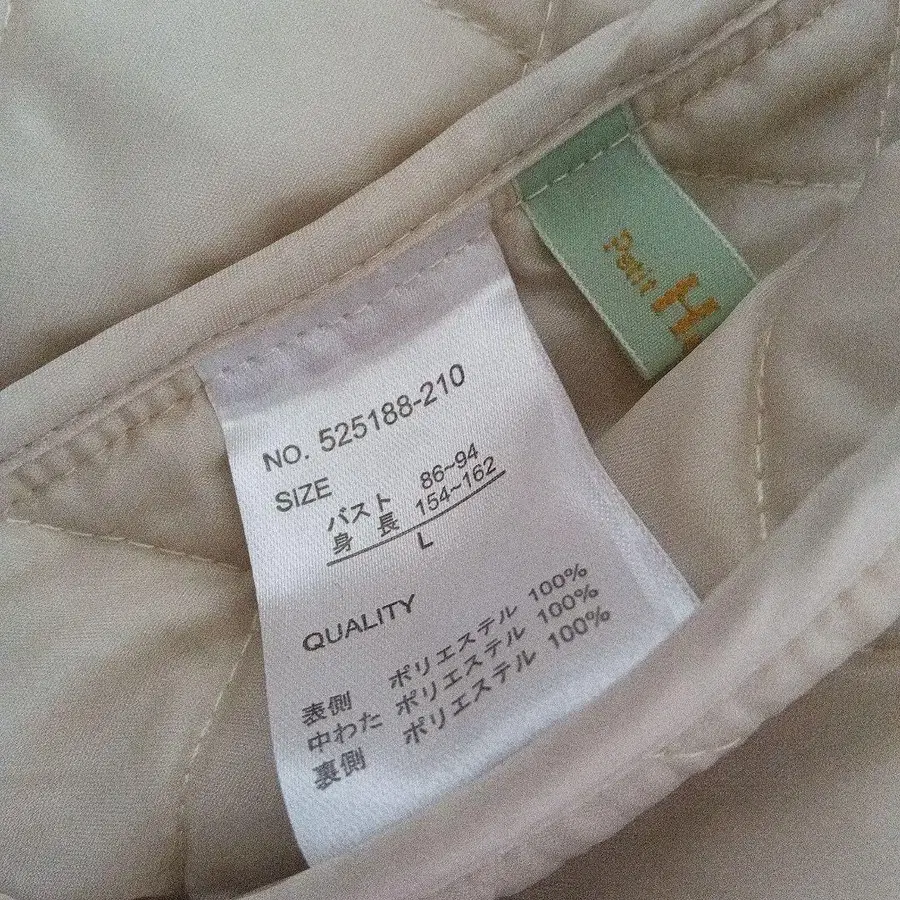 NO. 525188-210
SIZE
バスト 86~94
身 長 154~162
L
QUALITY
表側 ポリエステル 100%
中わた ポリエステル 100%
裏側 ポリエステル 100%
Petit